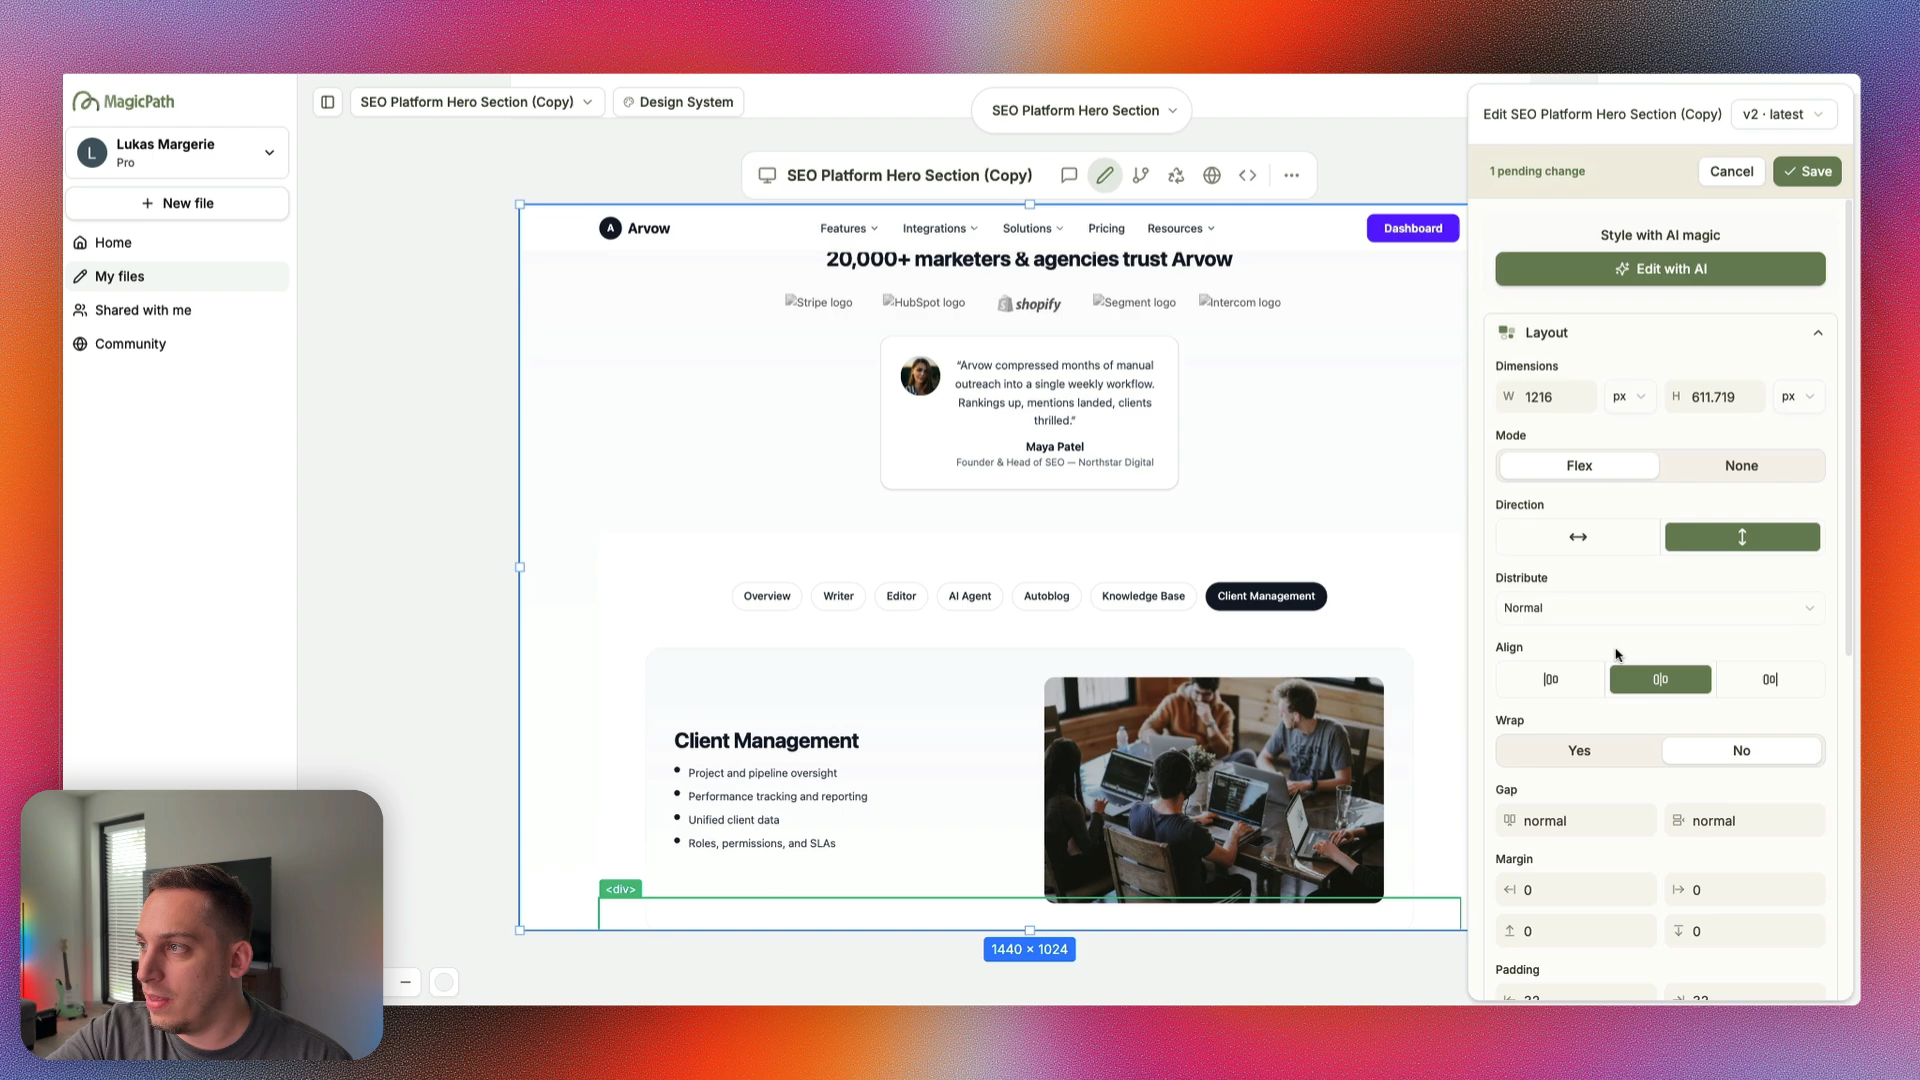 MagicPath
L
Lukas Margerie
Pro
New file
Home
My files
Shared with me
Community
SEO Platform Hero Section (Copy)
Design System
SEO Platform Hero Section
SEO Platform Hero Section (Copy)
A Arvow
Features
Integrations
Solutions
Pricing
Resources
Dashboard
20,000+ marketers & agencies trust Arvow
Stripe logo
HubSpot logo
shopify
Segment logo
Intercom logo
“Arvow compressed months of manual
outreach into a single weekly workflow.
Rankings up, mentions landed, clients
thrilled.”
Maya Patel
Founder & Head of SEO — Northstar Digital
Overview
Writer
Editor
AI Agent
Autoblog
Knowledge Base
Client Management
Client Management
Project and pipeline oversight
Performance tracking and reporting
Unified client data
Roles, permissions, and SLAs
<div>
1440 × 1024
Edit SEO Platform Hero Section (Copy)
v2 · latest
1 pending change
Cancel
Save
Style with AI magic
Edit with AI
Layout
Dimensions
W 1216
px
H 611.719
px
Mode
Flex
None
Direction
Distribute
Normal
Align
Wrap
Yes
No
Gap
normal
normal
Margin
0
0
0
0
Padding
32
32